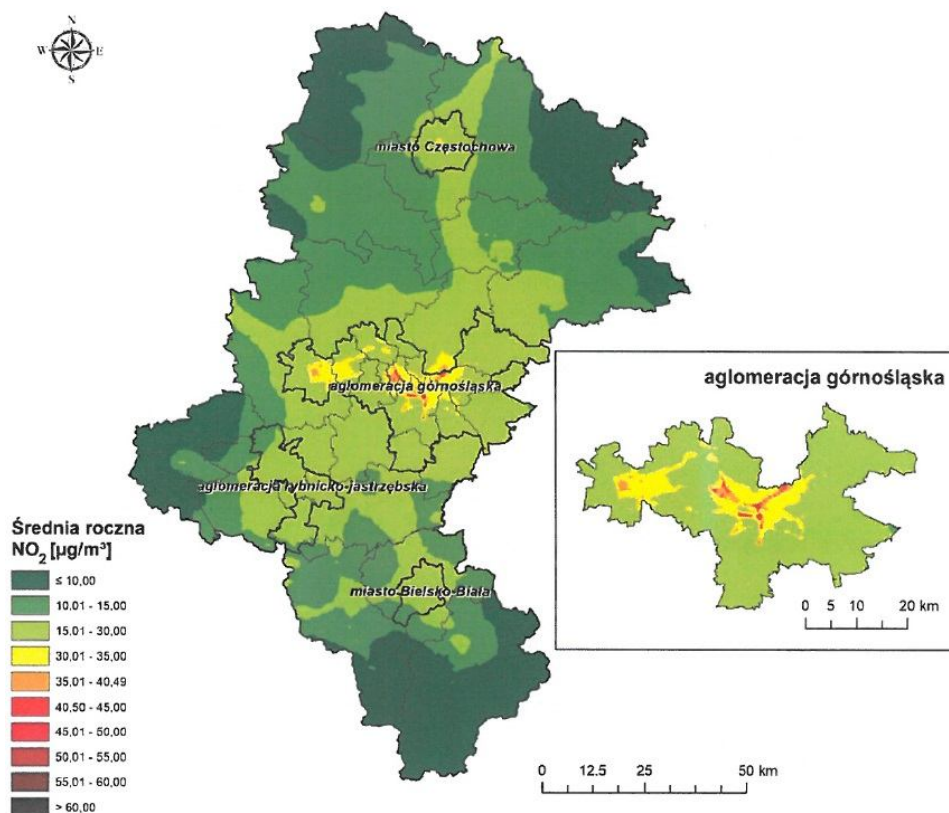 N
W E
S
miasto Częstochowa
aglomeracja górnośląska
aglomeracja rybnicko-jastrzębska
miasto Bielsko-Biała
aglomeracja górnośląska
0 5 10 20 km
Średnia roczna
NO₂ [µg/m³]
≤ 10,00
10,01 - 15,00
15,01 - 30,00
30,01 - 35,00
35,01 - 40,49
40,50 - 45,00
45,01 - 50,00
50,01 - 55,00
55,01 - 60,00
> 60,00
0 12.5 25 50 km